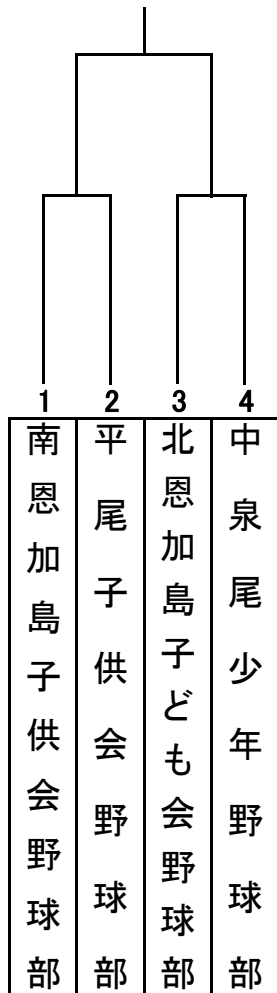 1 2 3 4
南恩加島子供会野球部
平尾子供会野球部
北恩加島子ども会野球部
中泉尾少年野球部